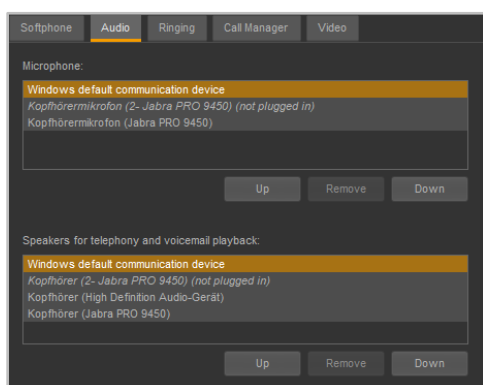 Softphone Audio Ringing Call Manager Video
Microphone:
Windows default communication device
Kopfhörermikrofon (2- Jabra PRO 9450) (not plugged in)
Kopfhörermikrofon (Jabra PRO 9450)
Up Remove Down
Speakers for telephony and voicemail playback:
Windows default communication device
Kopfhörer (2- Jabra PRO 9450) (not plugged in)
Kopfhörer (High Definition Audio-Gerät)
Kopfhörer (Jabra PRO 9450)
Up Remove Down